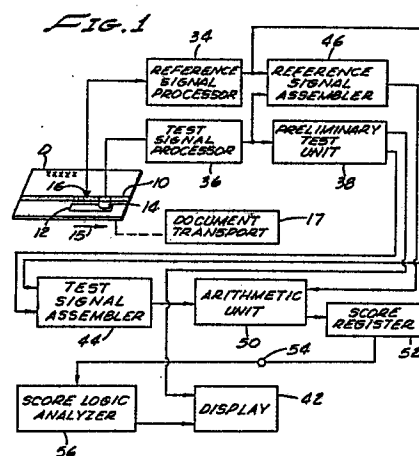 FIG. 1
34
46
REFERENCE SIGNAL PROCESSOR
REFERENCE SIGNAL ASSEMBLER
TEST SIGNAL PROCESSOR
PRELIMINARY TEST UNIT
36
38
D
XXXXX
16
10
14
12
15
DOCUMENT TRANSPORT
17
TEST SIGNAL ASSEMBLER
44
ARITHMETIC UNIT
50
SCORE REGISTER
52
54
SCORE LOGIC ANALYZER
56
DISPLAY
42